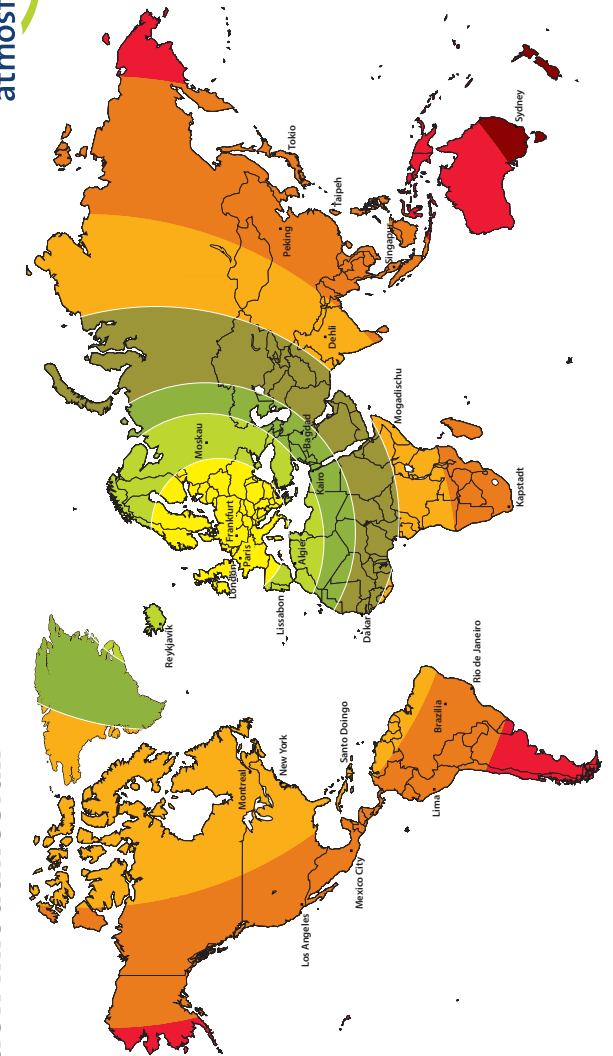 atmosf
Reykjavik
Moskau
London
Frankfurt
Paris
Montreal
New York
Lissabon
Algier
Kairo
Bagdad
Dehli
Peking
Tokio
Taipeh
Los Angeles
Mexico City
Santo Doingo
Dakar
Mogadischu
Singapur
Lima
Brazilia
Rio de Janeiro
Kapstadt
Sydney